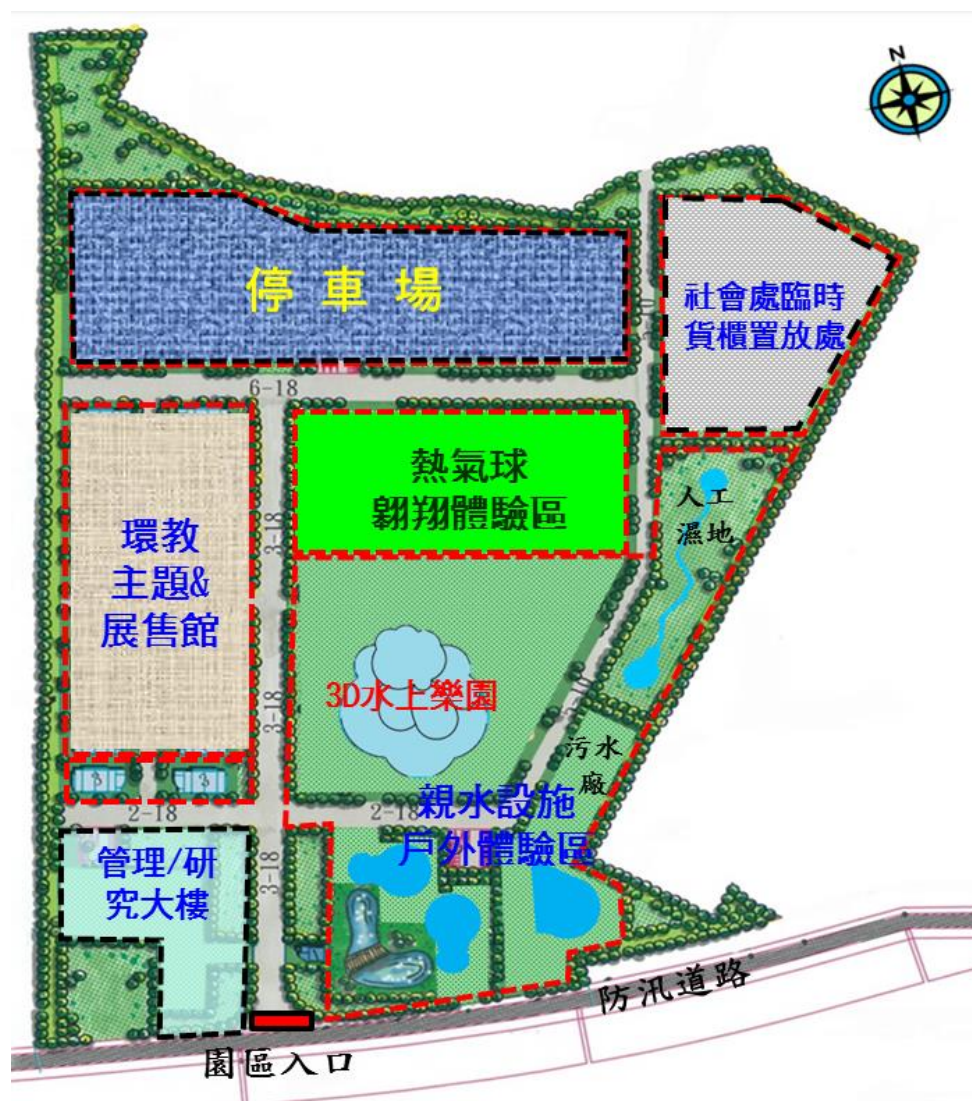 N
停車場
社會處臨時
貨櫃置放處
6-18
熱氣球
翱翔體驗區
人工
濕地
環教
主題&
展售館
3-18
3-18
3D水上樂園
污水
廠
2-18
2-18
親水設施
戶外體驗區
管理/研
究大樓
3-18
防汛道路
園區入口